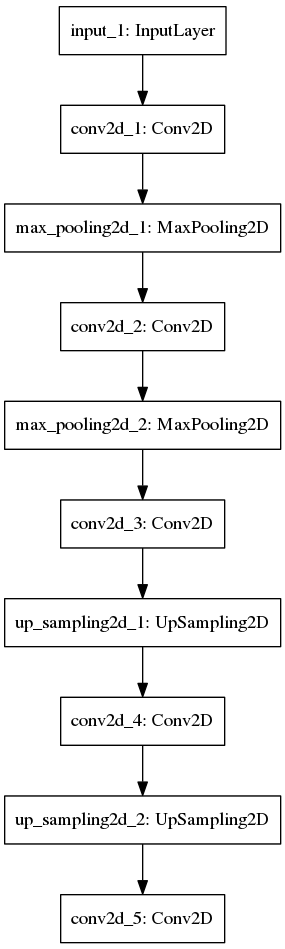 input_1: InputLayer
conv2d_1: Conv2D
max_pooling2d_1: MaxPooling2D
conv2d_2: Conv2D
max_pooling2d_2: MaxPooling2D
conv2d_3: Conv2D
up_sampling2d_1: UpSampling2D
conv2d_4: Conv2D
up_sampling2d_2: UpSampling2D
conv2d_5: Conv2D